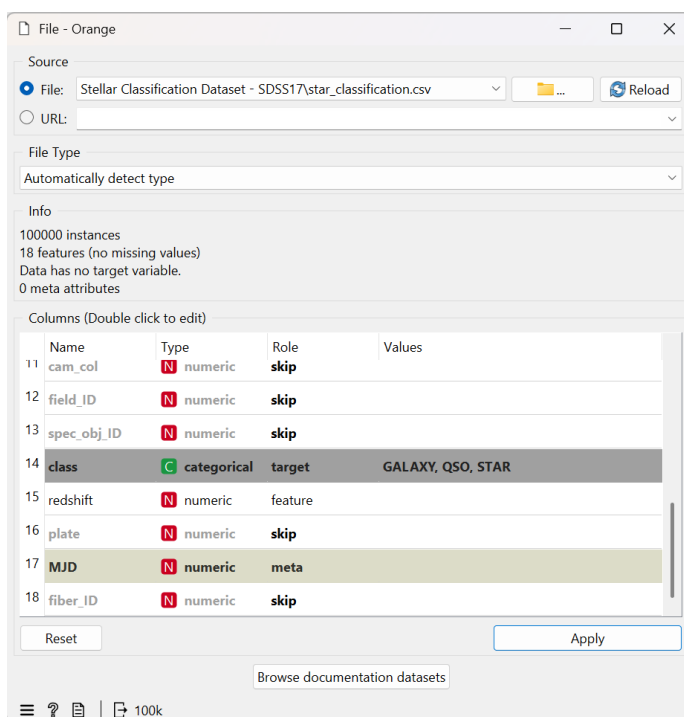 File - Orange
Source
File: Stellar Classification Dataset - SDSS17\star_classification.csv ... Reload
URL:
File Type
Automatically detect type
Info
100000 instances
18 features (no missing values)
Data has no target variable.
0 meta attributes
Columns (Double click to edit)
Name Type Role Values
11 cam_col N numeric skip
12 field_ID N numeric skip
13 spec_obj_ID N numeric skip
14 class C categorical target GALAXY, QSO, STAR
15 redshift N numeric feature
16 plate N numeric skip
17 MJD N numeric meta
18 fiber_ID N numeric skip
Reset Apply
Browse documentation datasets
? 100k